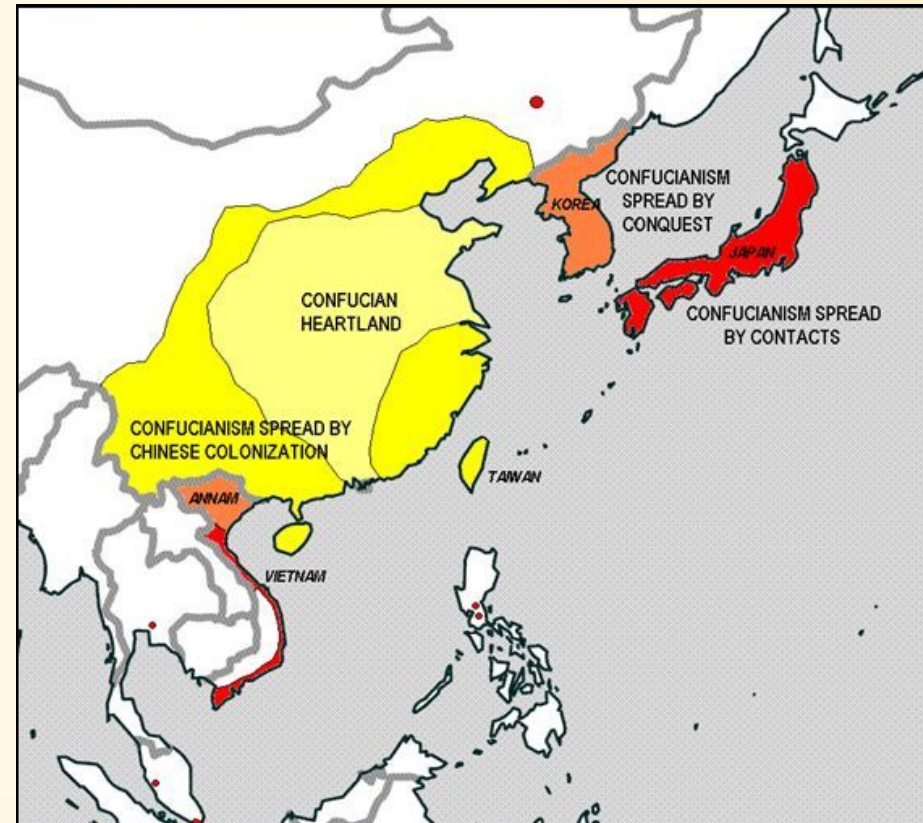 CONFUCIANISM
SPREAD BY
CONQUEST
KOREA
JAPAN
CONFUCIANISM SPREAD
BY CONTACTS
CONFUCIAN
HEARTLAND
CONFUCIANISM SPREAD BY
CHINESE COLONIZATION
TAIWAN
ANNAM
VIETNAM